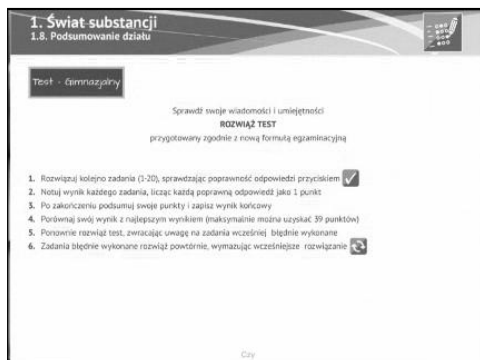 1. Świat substancji
1.8. Podsumowanie działu
Test - Gimnazjalny
Sprawdź swoje wiadomości i umiejętności
ROZWIĄŻ TEST
przygotowany zgodnie z nową formułą egzaminacyjną
1. Rozwiązuj kolejno zadania (1-20), sprawdzając poprawność odpowiedzi przyciskiem
2. Notuj wynik każdego zadania, licząc każdą poprawną odpowiedź jako 1 punkt
3. Po zakończeniu podsumuj swoje punkty i zapisz wynik końcowy
4. Porównaj swój wynik z najlepszym wynikiem (maksymalnie można uzyskać 39 punktów)
5. Ponownie rozwiąż test, zwracając uwagę na zadania wcześniej błędnie wykonane
6. Zadania błędnie wykonane rozwiąż powtórnie, wymazując wcześniejsze rozwiązanie
Czy